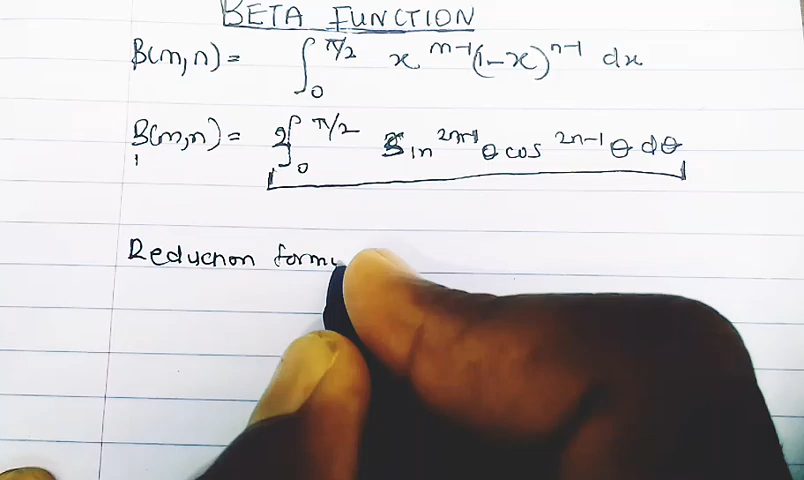 BETA FUNCTION
B(m,n) = ∫₀^π/2 x^m-1 (1-x)^n-1 dx
B(m,n) = 2∫₀^π/2 Sin^2m-1 θ cos^2n-1 θ dθ
Reduction formu